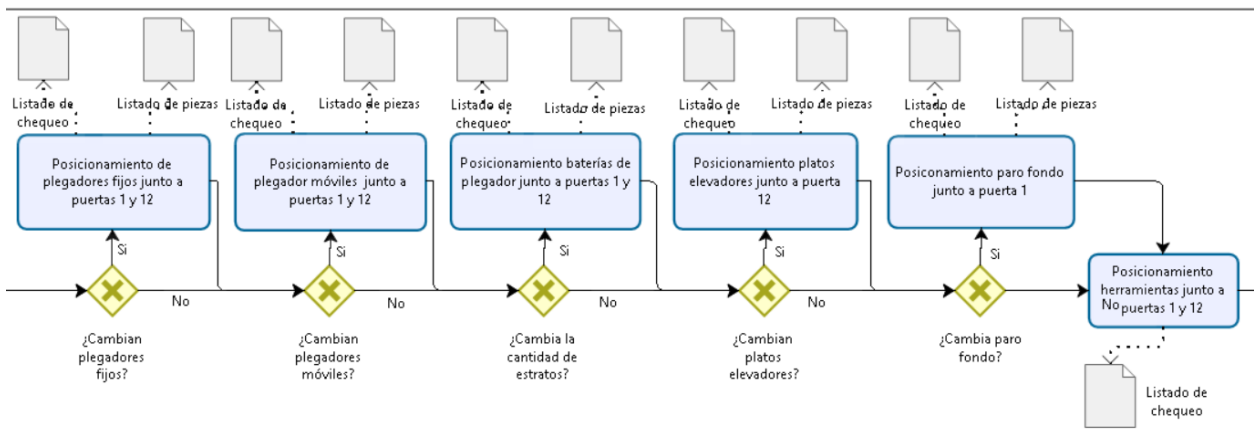 Listado de
chequeo
Listado de piezas
Listado de
chequeo
Listado de piezas
Listado de
chequeo
Listado de piezas
Listado de
chequeo
Listado de piezas
Listado de
chequeo
Listado de piezas
Posicionamiento de
plegadores fijos junto a
puertas 1 y 12
Posicionamiento de
plegador móviles junto a
puertas 1 y 12
Posicionamiento baterías de
plegador junto a puertas 1 y
12
Posicionamiento platos
elevadores junto a puerta
12
Posiconamiento paro fondo
junto a puerta 1
Si
Si
Si
Si
Si
No
No
No
No
No
Posicionamiento
herramientas junto a
puertas 1 y 12
¿Cambian
plegadores
fijos?
¿Cambian
plegadores
móviles?
¿Cambia la
cantidad de
estratos?
¿Cambian
platos
elevadores?
¿Cambia paro
fondo?
Listado de
chequeo